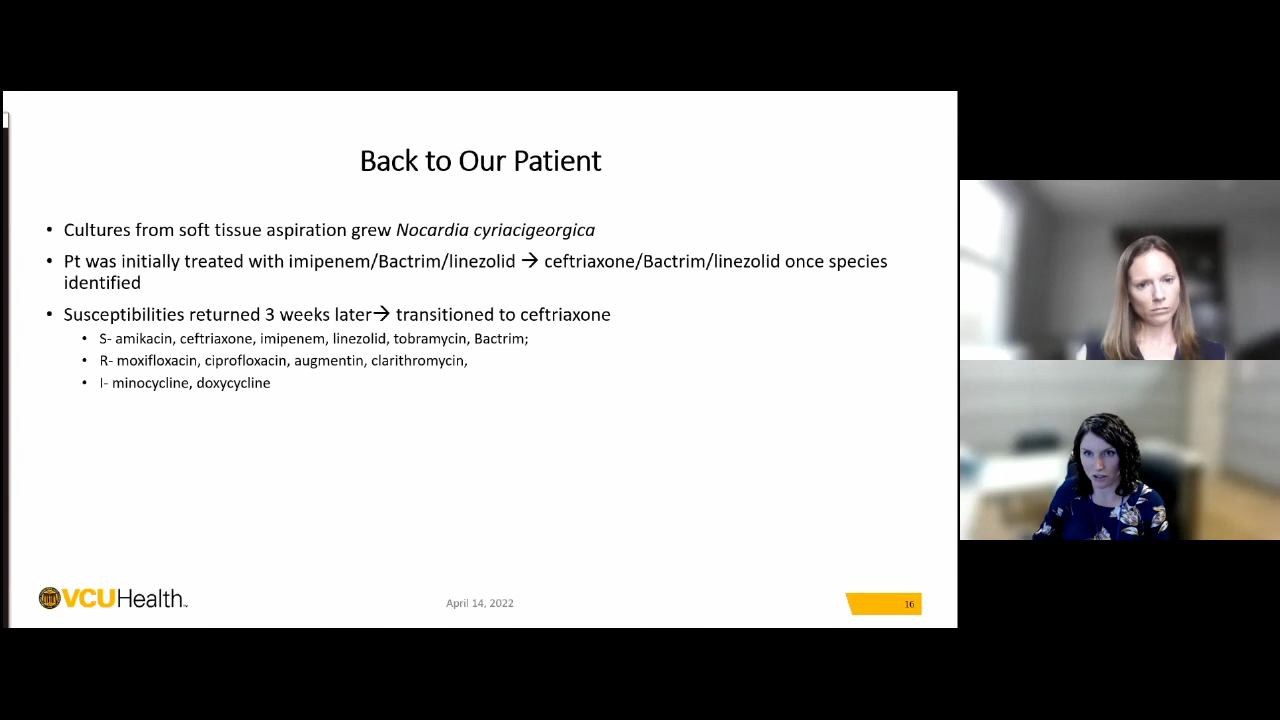 Back to Our Patient
• Cultures from soft tissue aspiration grew Nocardia cyriacigeorgica
• Pt was initially treated with imipenem/Bactrim/linezolid → ceftriaxone/Bactrim/linezolid once species
identified
• Susceptibilities returned 3 weeks later→ transitioned to ceftriaxone
• S- amikacin, ceftriaxone, imipenem, linezolid, tobramycin, Bactrim;
• R- moxifloxacin, ciprofloxacin, augmentin, clarithromycin,
• I- minocycline, doxycycline
VCUHealth™
April 14, 2022
16